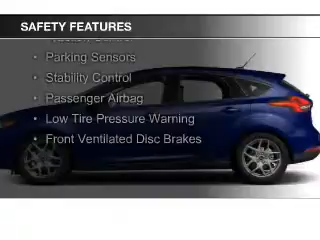 SAFETY FEATURES
• Parking Sensors
• Stability Control
• Passenger Airbag
• Low Tire Pressure Warning
• Front Ventilated Disc Brakes